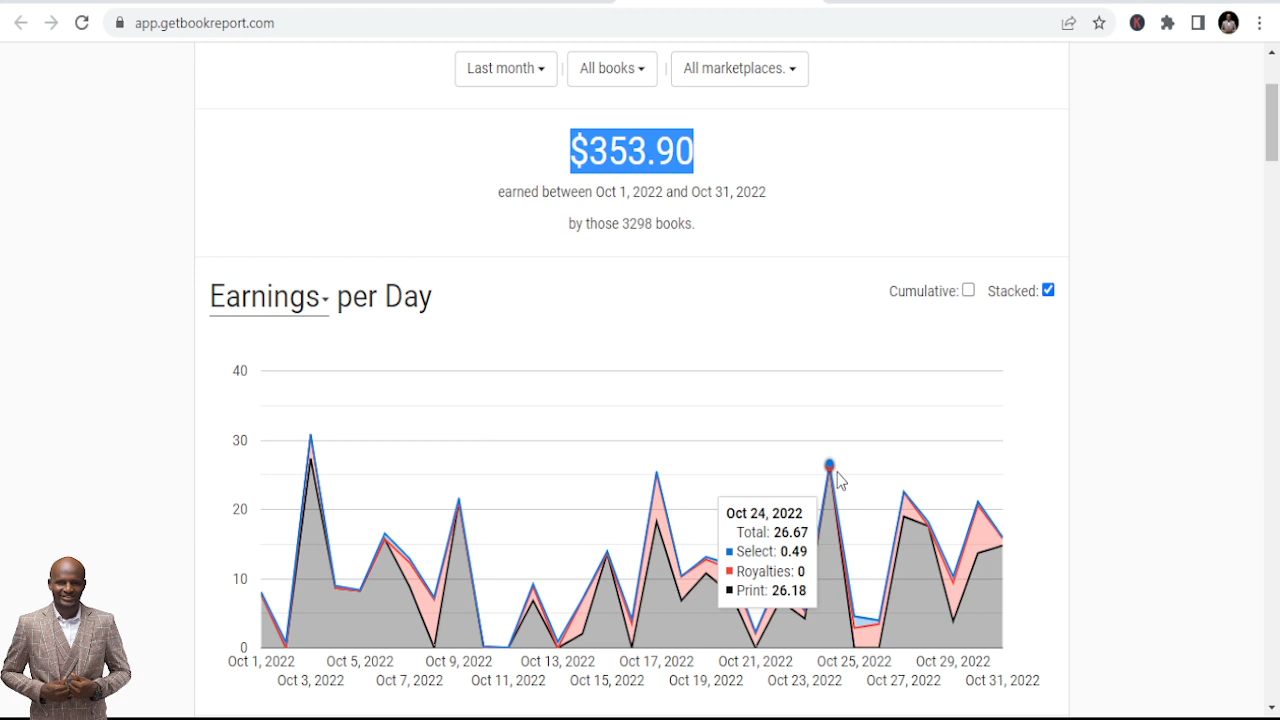 app.getbookreport.com
K
Last month | All books | All marketplaces.
$353.90
earned between Oct 1, 2022 and Oct 31, 2022
by those 3298 books.
Earnings per Day
Cumulative: Stacked:
40
30
20
10
0
Oct 24, 2022
Total: 26.67
Select: 0.49
Royalties: 0
Print: 26.18
Oct 1, 2022 Oct 5, 2022 Oct 9, 2022 Oct 13, 2022 Oct 17, 2022 Oct 21, 2022 Oct 25, 2022 Oct 29, 2022
Oct 3, 2022 Oct 7, 2022 Oct 11, 2022 Oct 15, 2022 Oct 19, 2022 Oct 23, 2022 Oct 27, 2022 Oct 31, 2022